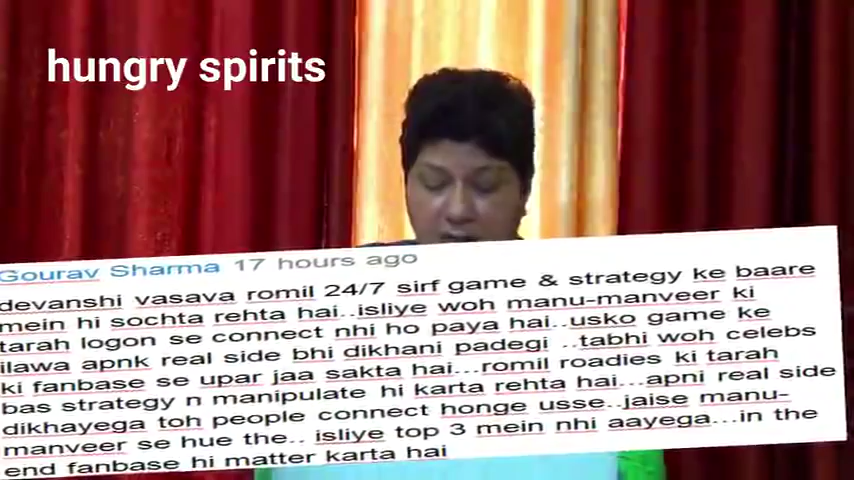 hungry spirits
Gourav Sharma 17 hours ago
devanshi vasava romil 24/7 sirf game & strategy ke baare
mein hi sochta rehta hai..isliye woh manu-manveer ki
tarah logon se connect nhi ho paya hai..usko game ke
ilawa apnk real side bhi dikhani padegi ..tabhi woh celebs
ki fanbase se upar jaa sakta hai...romil roadies ki tarah
bas strategy n manipulate hi karta rehta hai...apni real side
dikhayega toh people connect honge usse..jaise manu-
manveer se hue the.. isliye top 3 mein nhi aayega...in the
end fanbase hi matter karta hai